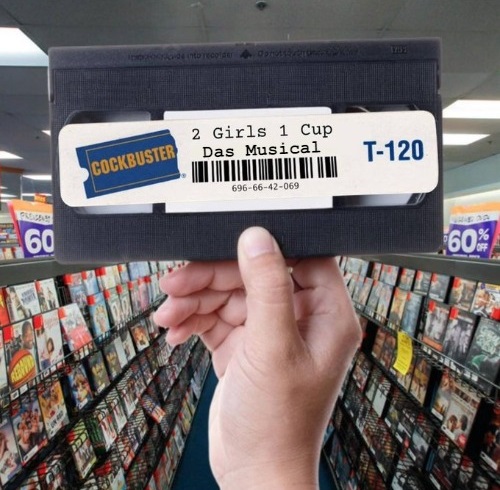 COCKBUSTER
2 Girls 1 Cup
Das Musical
696-66-42-069
T-120
60
60%
OFF